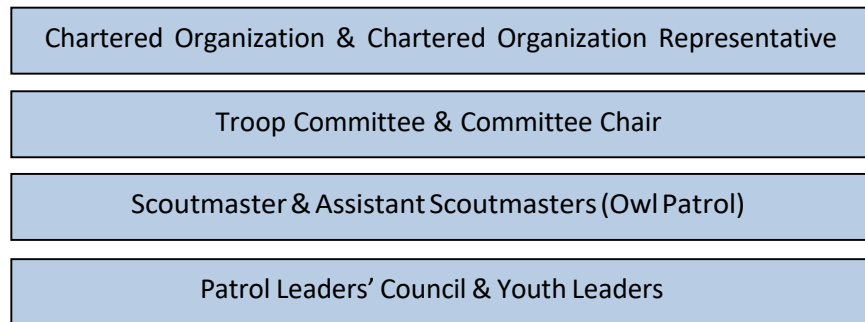 Chartered Organization & Chartered Organization Representative
Troop Committee & Committee Chair
Scoutmaster & Assistant Scoutmasters (Owl Patrol)
Patrol Leaders’ Council & Youth Leaders